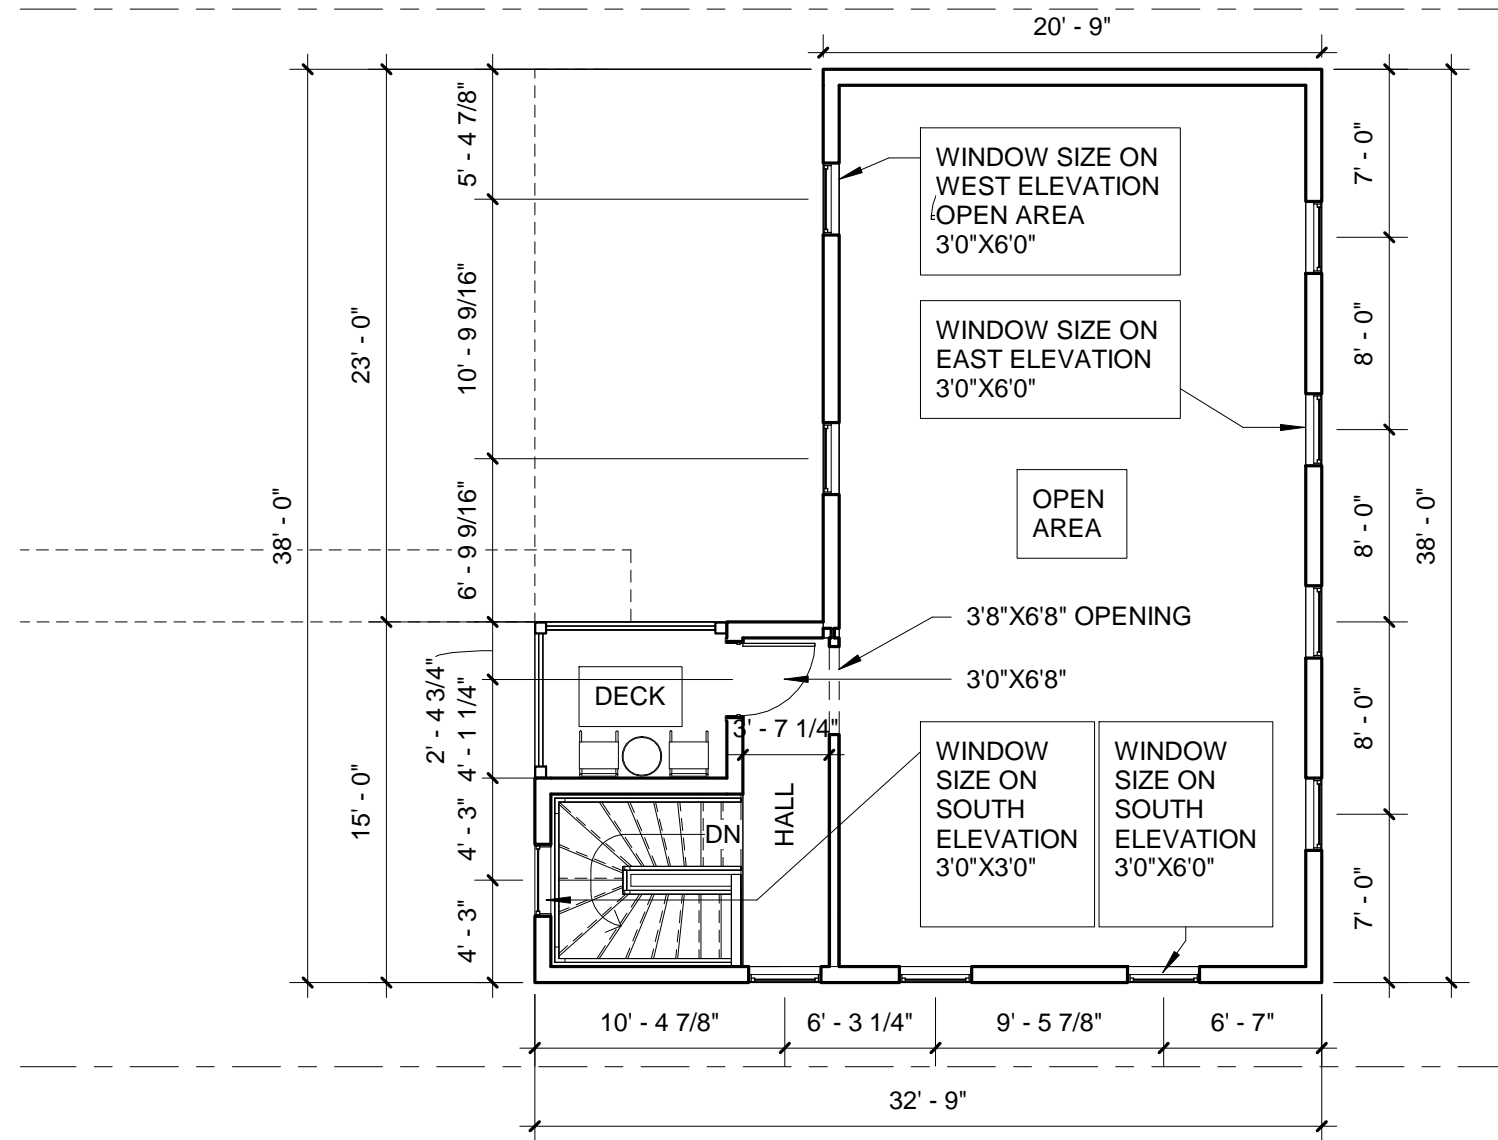 20' - 9"
5' - 4 7/8"
10' - 9 9/16"
6' - 9 9/16"
23' - 0"
38' - 0"
15' - 0"
2' - 4 3/4"
4' - 1 1/4"
4' - 3"
4' - 3"
WINDOW SIZE ON
WEST ELEVATION
OPEN AREA
3'0"X6'0"
WINDOW SIZE ON
EAST ELEVATION
3'0"X6'0"
OPEN
AREA
3'8"X6'8" OPENING
3'0"X6'8"
DECK
3' - 7 1/4"
HALL
DN
WINDOW
SIZE ON
SOUTH
ELEVATION
3'0"X3'0"
WINDOW
SIZE ON
SOUTH
ELEVATION
3'0"X6'0"
7' - 0"
8' - 0"
8' - 0"
8' - 0"
7' - 0"
38' - 0"
10' - 4 7/8"
6' - 3 1/4"
9' - 5 7/8"
6' - 7"
32' - 9"